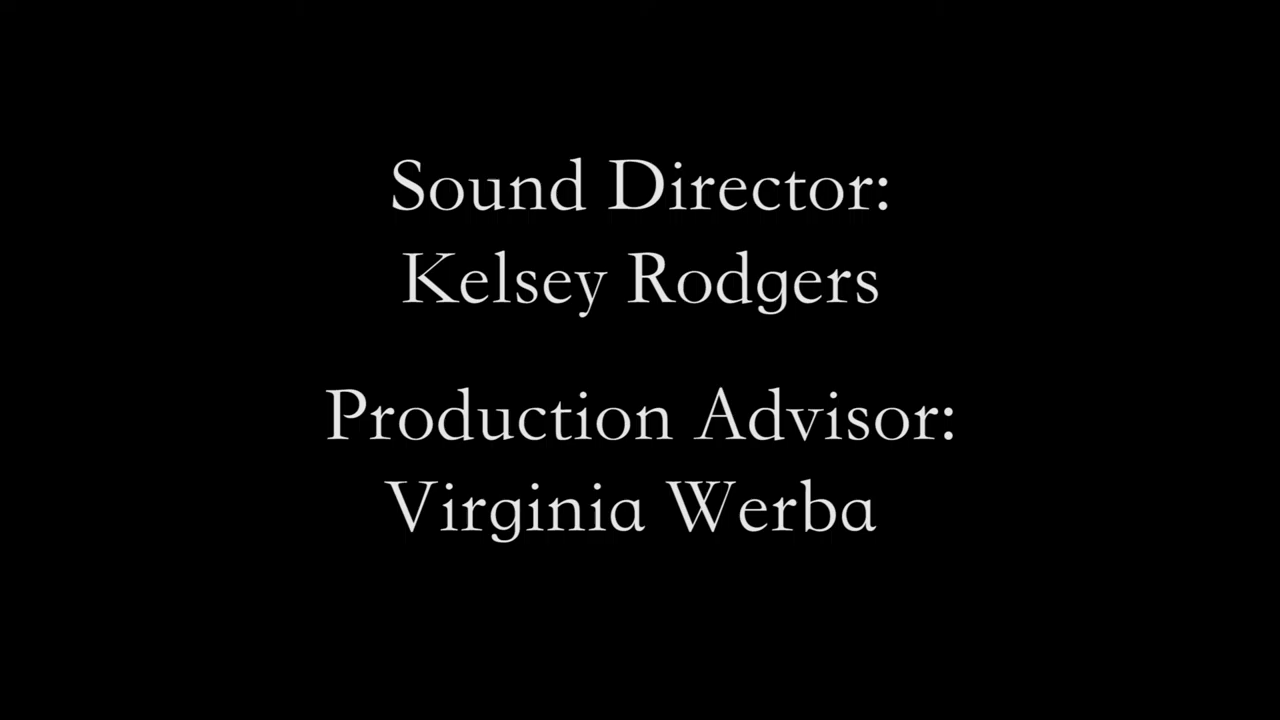 Sound Director:
Kelsey Rodgers
Production Advisor:
Virginia Werba